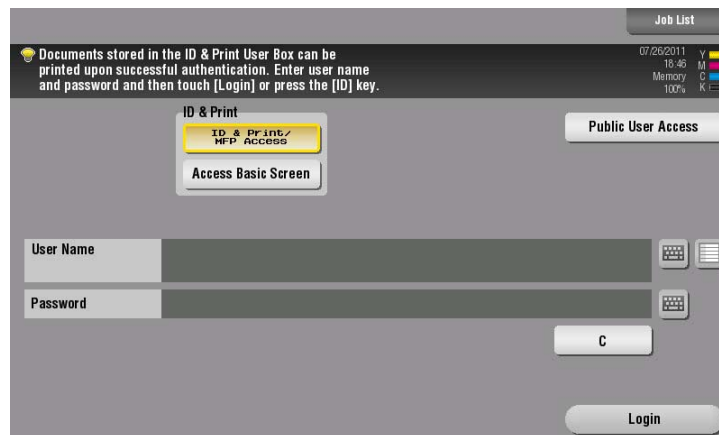 Job List
Documents stored in the ID & Print User Box can be
printed upon successful authentication. Enter user name
and password and then touch [Login] or press the [ID] key.
07/26/2011
18:46
Memory
100%
Y
M
C
K
ID & Print
ID & Print/
MFP Access
Access Basic Screen
Public User Access
User Name
Password
C
Login